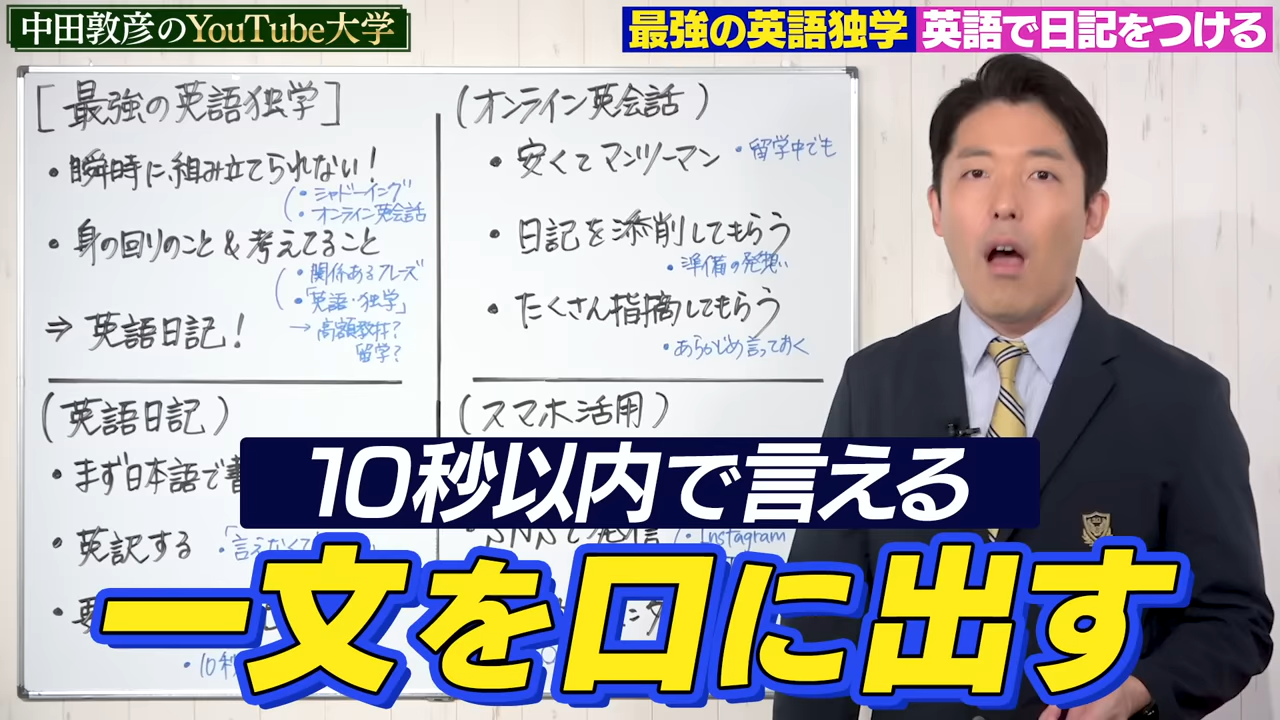 中田敦彦のYouTube大学
最強の英語独学 英語で日記をつける
[最強の英語独学]
・瞬時に組み立てられない!
・シャドーイング
・オンライン英会話
・身の回りのこと & 考えてること
・関係あるフレーズ
・「英語・独学」
→ 高額教材?
留学?
⇒ 英語日記!
(オンライン英会話)
・安くてマンツーマン
・留学中でも
・日記を添削してもらう
・準備の発想い
・たくさん指摘してもらう
・あらかじめ言っておく
(英語日記)
・まず日本語で
・英訳する
・「言えなくて
・10秒
(スマホ活用)
・Instagram
10秒以内で言える
一文を口に出す